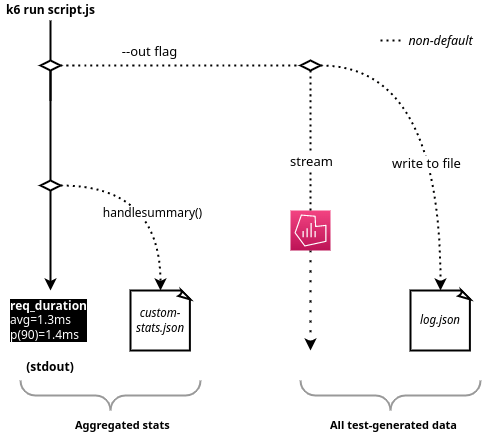 k6 run script.js
--out flag
non-default
stream
write to file
handlesummary()
req_duration
avg=1.3ms
p(90)=1.4ms
custom-
stats.json
log.json
(stdout)
Aggregated stats
All test-generated data